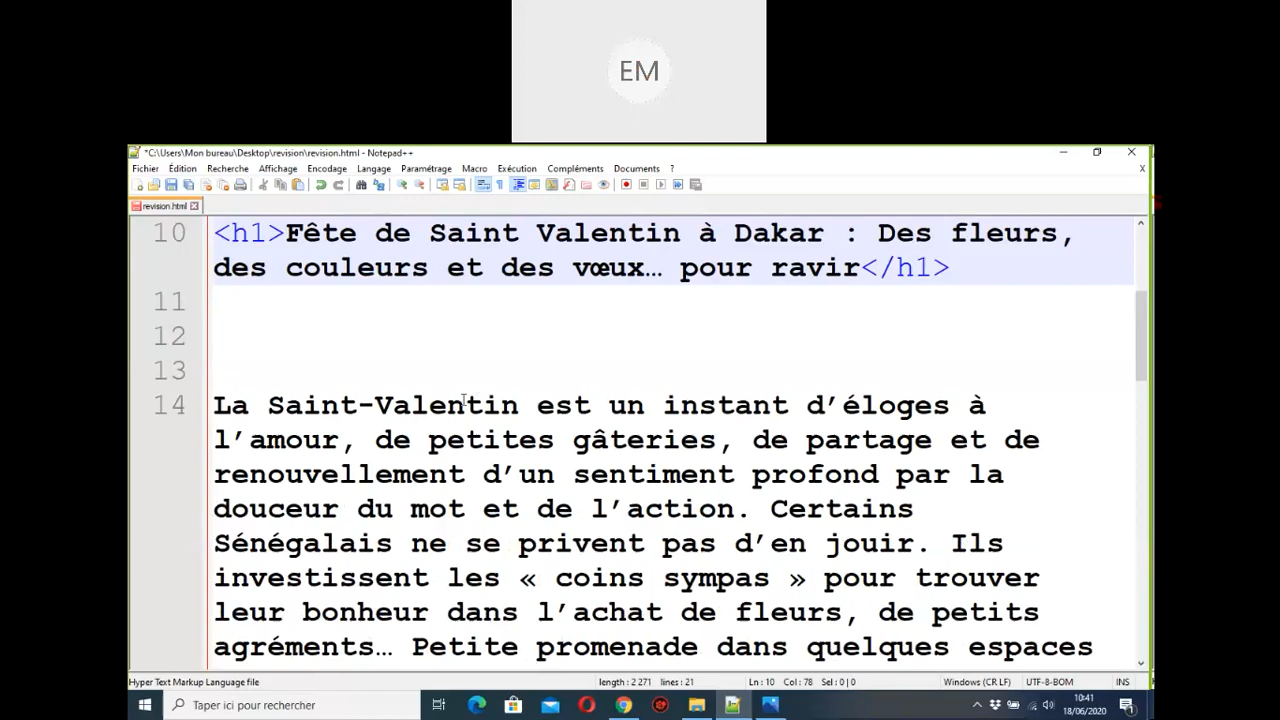 EM
*C:\Users\Mon bureau\Desktop\revision\revision.html - Notepad++
Fichier Édition Recherche Affichage Encodage Langage Paramétrage Macro Exécution Compléments Documents ? X
revision.html
10 <h1>Fête de Saint Valentin à Dakar : Des fleurs,
des couleurs et des vœux… pour ravir</h1>
11
12
13
14 La Saint-Valentin est un instant d’éloges à
l’amour, de petites gâteries, de partage et de
renouvellement d’un sentiment profond par la
douceur du mot et de l’action. Certains
Sénégalais ne se privent pas d’en jouir. Ils
investissent les « coins sympas » pour trouver
leur bonheur dans l’achat de fleurs, de petits
agréments… Petite promenade dans quelques espaces
Hyper Text Markup Language file length : 2 271 lines : 21 Ln : 10 Col : 78 Sel : 0 | 0 Windows (CR LF) UTF-8-BOM INS
Taper ici pour rechercher
10:41
18/06/2020
1